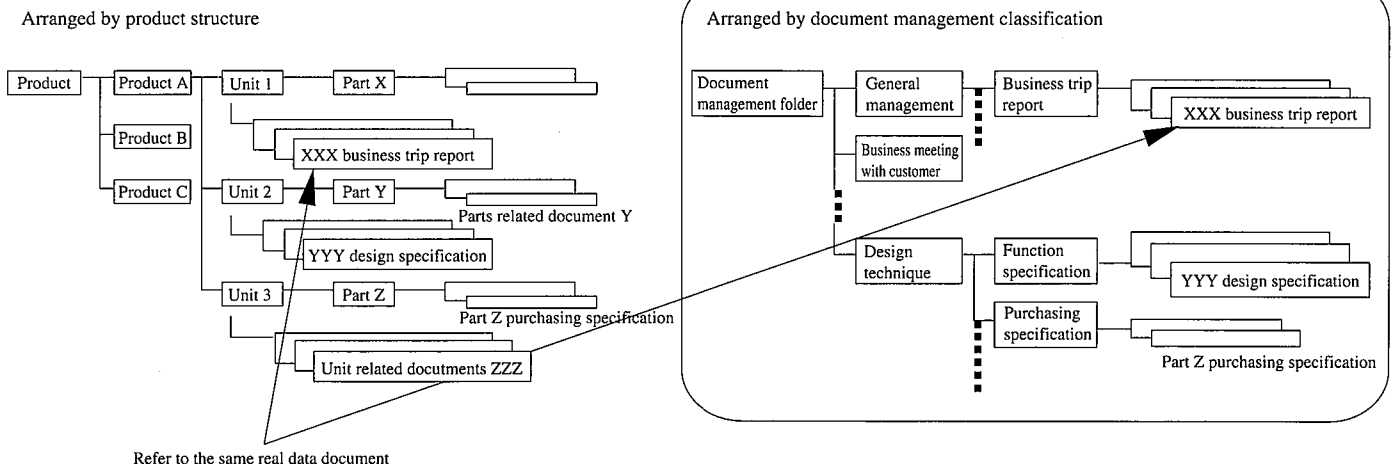 Arranged by product structure
Product
Product A
Unit 1
Part X
Product B
XXX business trip report
Product C
Unit 2
Part Y
Parts related document Y
YYY design specification
Unit 3
Part Z
Part Z purchasing specification
Unit related docutments ZZZ
Refer to the same real data document
Arranged by document management classification
Document
management folder
General
management
Business trip
report
XXX business trip report
Business meeting
with customer
Design
technique
Function
specification
YYY design specification
Purchasing
specification
Part Z purchasing specification